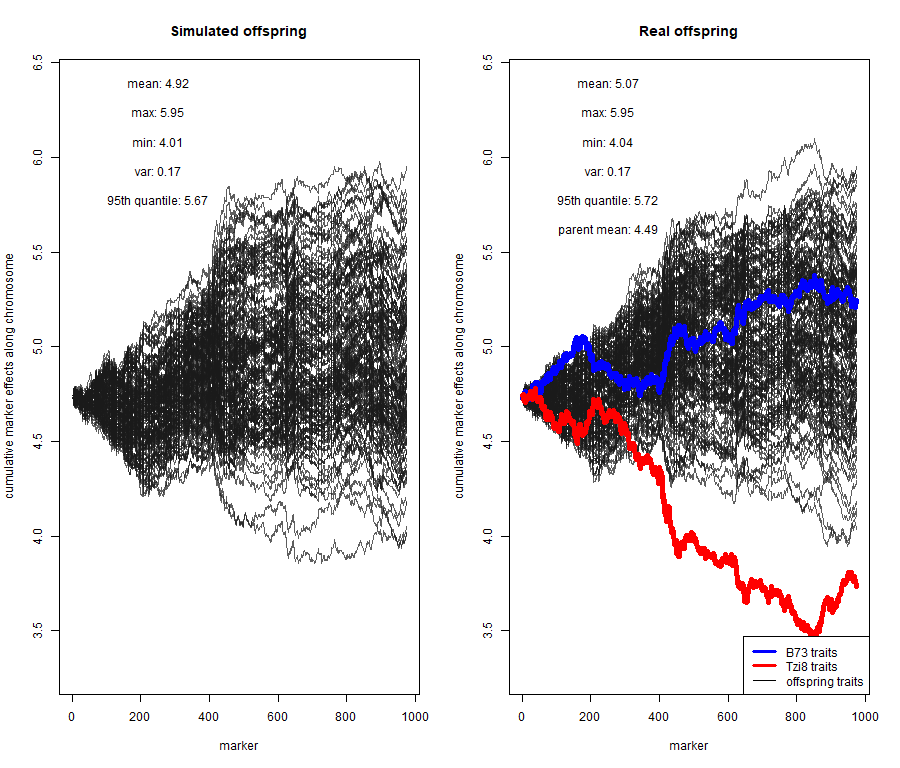 Simulated offspring
mean: 4.92
max: 5.95
min: 4.01
var: 0.17
95th quantile: 5.67
cumulative marker effects along chromosome
6.5
6.0
5.5
5.0
4.5
4.0
3.5
0 200 400 600 800 1000
marker
Real offspring
mean: 5.07
max: 5.95
min: 4.04
var: 0.17
95th quantile: 5.72
parent mean: 4.49
cumulative marker effects along chromosome
6.5
6.0
5.5
5.0
4.5
4.0
3.5
B73 traits
Tzi8 traits
offspring traits
0 200 400 600 800 1000
marker